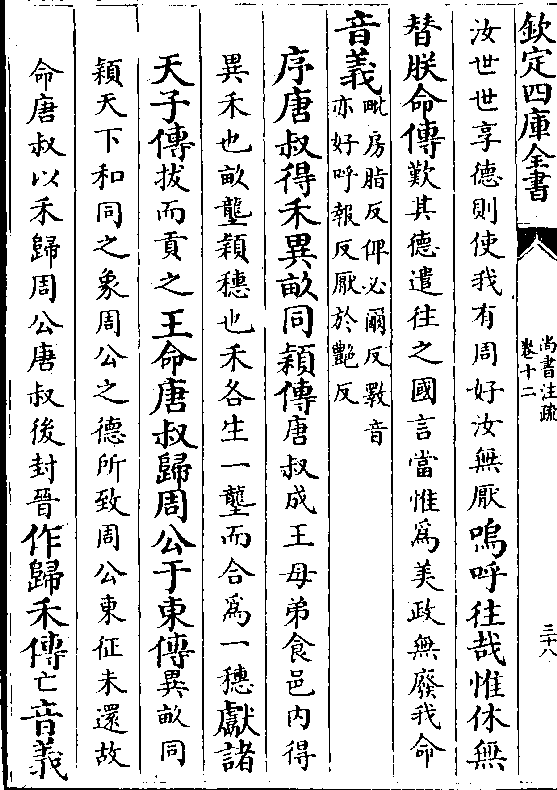 欽定四庫全書
尚書注疏
卷十二
三十八
汝世世享德則使我有周好汝無厭嗚呼往哉惟休無
替朕命傳歎其德遣往之國言當惟為美政無廢我命
音義毗房脂反俾必爾反斁音
亦好呼報反厭於艷反
序唐叔得禾異畝同穎傳唐叔成王母弟食邑內得
異禾也畝壟穎穗也禾各生一壟而合為一穗獻諸
天子傳拔而貢之王命唐叔歸周公于東傳異畝同
穎天下和同之象周公之德所致周公東征未還故
命唐叔以禾歸周公唐叔後封晉作歸禾傳亡音義